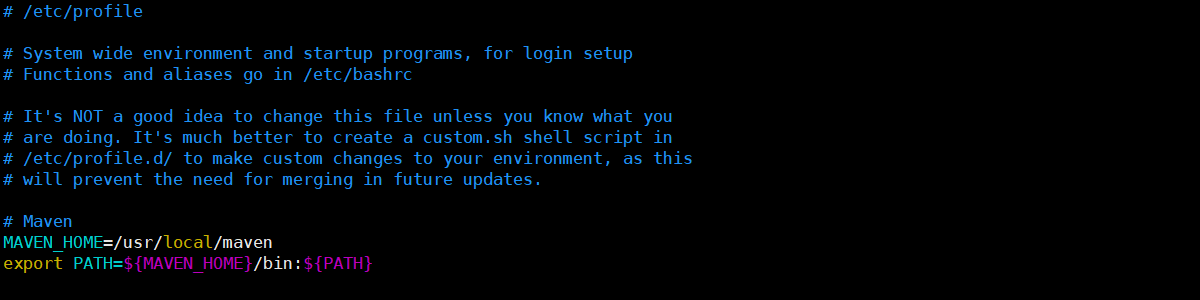 # /etc/profile
# System wide environment and startup programs, for login setup
# Functions and aliases go in /etc/bashrc
# It's NOT a good idea to change this file unless you know what you
# are doing. It's much better to create a custom.sh shell script in
# /etc/profile.d/ to make custom changes to your environment, as this
# will prevent the need for merging in future updates.
# Maven
MAVEN_HOME=/usr/local/maven
export PATH=${MAVEN_HOME}/bin:${PATH}